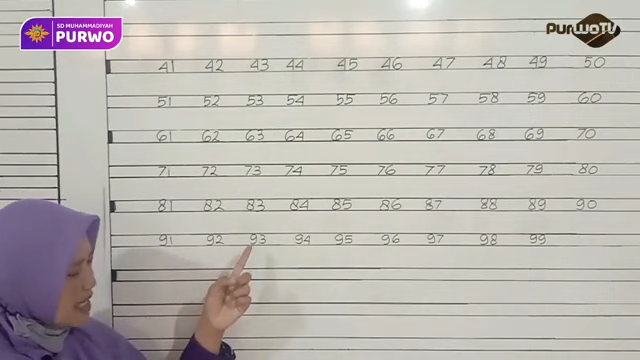 SD MUHAMMADIYAH
PURWO
PurwoTV
41 42 43 44 45 46 47 48 49 50
51 52 53 54 55 56 57 58 59 60
61 62 63 64 65 66 67 68 69 70
71 72 73 74 75 76 77 78 79 80
81 82 83 84 85 86 87 88 89 90
91 92 93 94 95 96 97 98 99